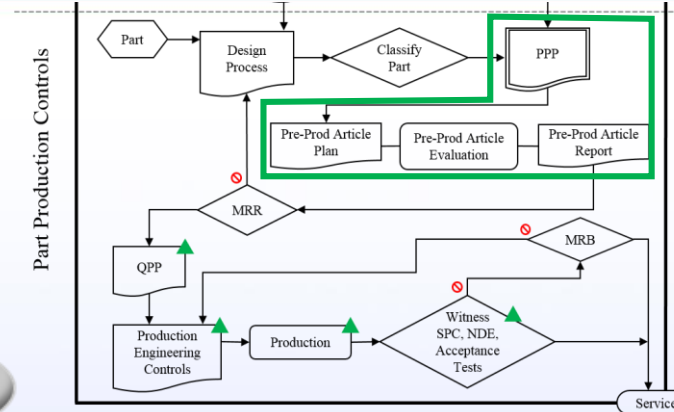 Part Production Controls
Part
Design
Process
Classify
Part
PPP
Pre-Prod Article
Plan
Pre-Prod Article
Evaluation
Pre-Prod Article
Report
MRR
MRB
QPP
Production
Engineering
Controls
Production
Witness
SPC, NDE,
Acceptance
Tests
Service